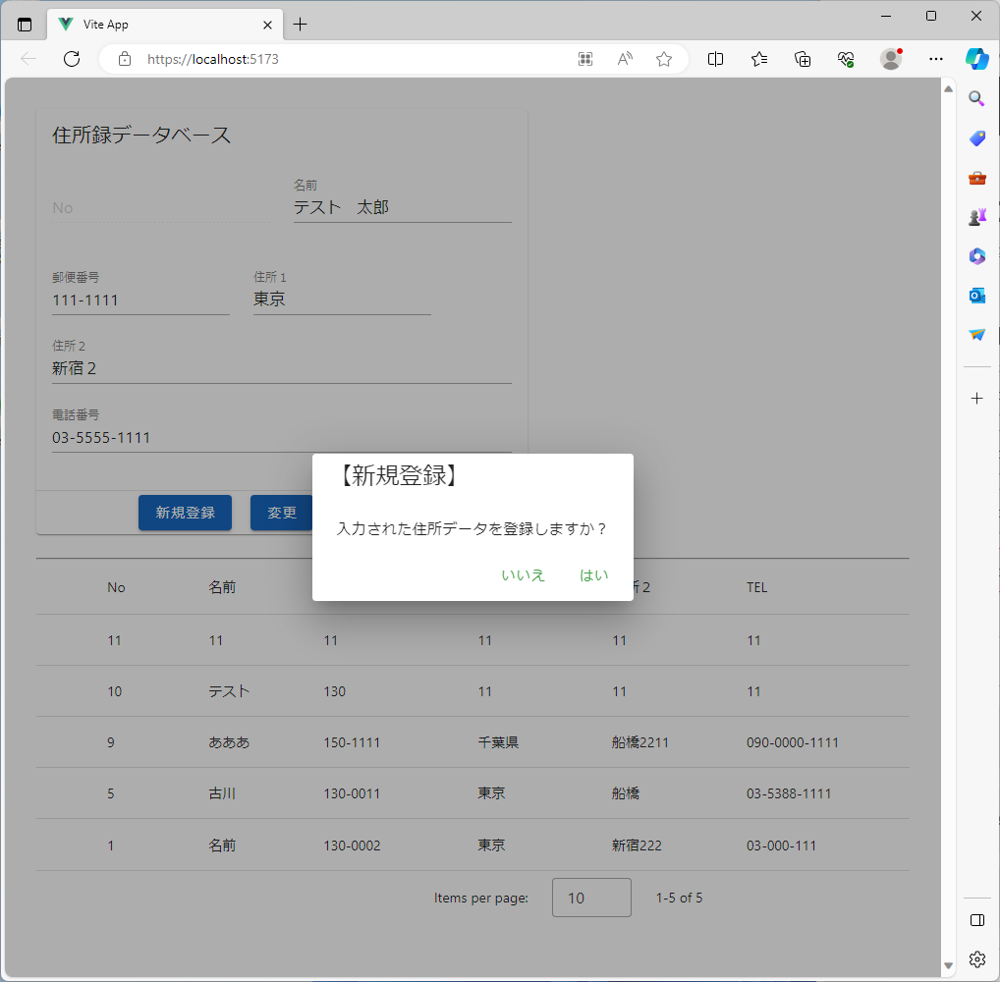 Vite App
https://localhost:5173
住所録データベース
No
名前
テスト　太郎
郵便番号
111-1111
住所１
東京
住所２
新宿２
電話番号
03-5555-1111
新規登録
変更
【新規登録】
入力された住所データを登録しますか？
いいえ はい
No 名前 所２ TEL
11 11 11 11 11 11
10 テスト 130 11 11 11
9 あああ 150-1111 千葉県 船橋2211 090-0000-1111
5 古川 130-0011 東京 船橋 03-5388-1111
1 名前 130-0002 東京 新宿222 03-000-111
Items per page: 10 1-5 of 5